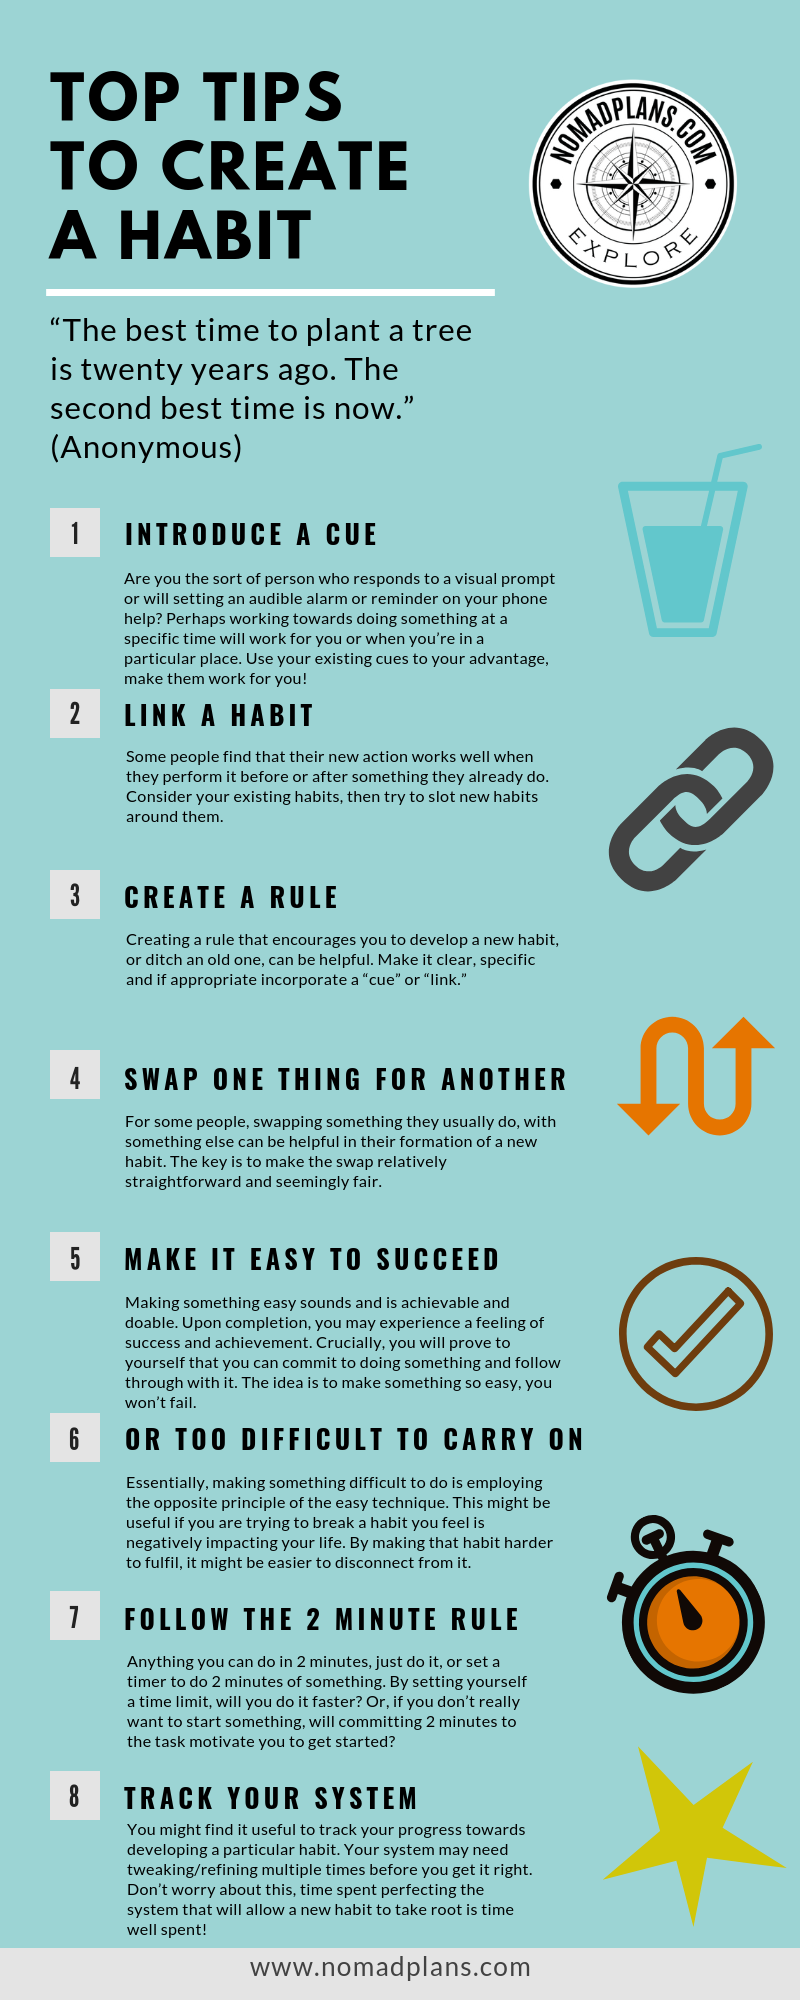 TOP TIPS
TO CREATE
A HABIT
NOMADPLANS.COM
EXPLORE
“The best time to plant a tree
is twenty years ago. The
second best time is now.”
(Anonymous)
1
INTRODUCE A CUE
Are you the sort of person who responds to a visual prompt
or will setting an audible alarm or reminder on your phone
help? Perhaps working towards doing something at a
specific time will work for you or when you’re in a
particular place. Use your existing cues to your advantage,
make them work for you!
2
LINK A HABIT
Some people find that their new action works well when
they perform it before or after something they already do.
Consider your existing habits, then try to slot new habits
around them.
3
CREATE A RULE
Creating a rule that encourages you to develop a new habit,
or ditch an old one, can be helpful. Make it clear, specific
and if appropriate incorporate a “cue” or “link.”
4
SWAP ONE THING FOR ANOTHER
For some people, swapping something they usually do, with
something else can be helpful in their formation of a new
habit. The key is to make the swap relatively
straightforward and seemingly fair.
5
MAKE IT EASY TO SUCCEED
Making something easy sounds and is achievable and
doable. Upon completion, you may experience a feeling of
success and achievement. Crucially, you will prove to
yourself that you can commit to doing something and follow
through with it. The idea is to make something so easy, you
won’t fail.
6
OR TOO DIFFICULT TO CARRY ON
Essentially, making something difficult to do is employing
the opposite principle of the easy technique. This might be
useful if you are trying to break a habit you feel is
negatively impacting your life. By making that habit harder
to fulfil, it might be easier to disconnect from it.
7
FOLLOW THE 2 MINUTE RULE
Anything you can do in 2 minutes, just do it, or set a
timer to do 2 minutes of something. By setting yourself
a time limit, will you do it faster? Or, if you don’t really
want to start something, will committing 2 minutes to
the task motivate you to get started?
8
TRACK YOUR SYSTEM
You might find it useful to track your progress towards
developing a particular habit. Your system may need
tweaking/refining multiple times before you get it right.
Don’t worry about this, time spent perfecting the
system that will allow a new habit to take root is time
well spent!
www.nomadplans.com